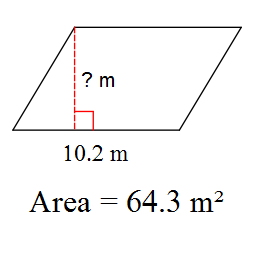 ? m
10.2 m
Area = 64.3 m²